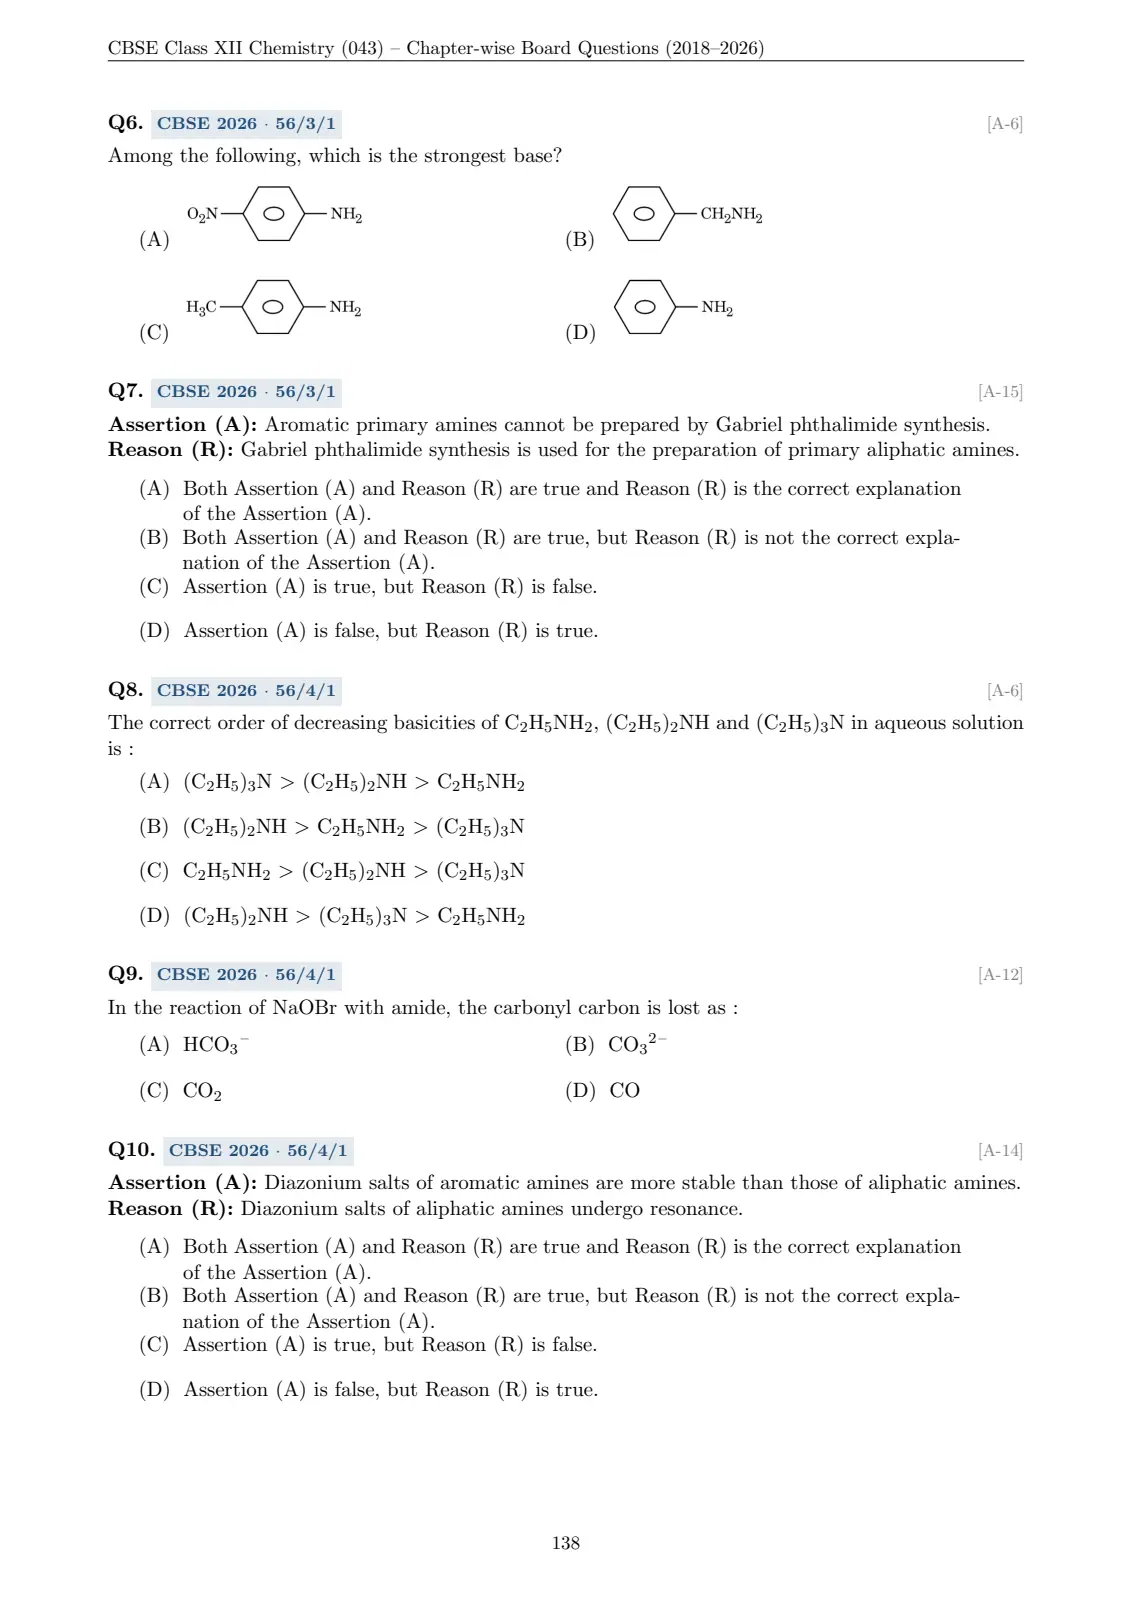 CBSE Class XII Chemistry (043) – Chapter-wise Board Questions (2018–2026)
Q6. CBSE 2026 · 56/3/1 [A-6]
Among the following, which is the strongest base?
(A) O₂N NH₂ (B) CH₂NH₂
(C) H₃C NH₂ (D) NH₂
Q7. CBSE 2026 · 56/3/1 [A-15]
Assertion (A): Aromatic primary amines cannot be prepared by Gabriel phthalimide synthesis.
Reason (R): Gabriel phthalimide synthesis is used for the preparation of primary aliphatic amines.
(A) Both Assertion (A) and Reason (R) are true and Reason (R) is the correct explanation
of the Assertion (A).
(B) Both Assertion (A) and Reason (R) are true, but Reason (R) is not the correct expla-
nation of the Assertion (A).
(C) Assertion (A) is true, but Reason (R) is false.
(D) Assertion (A) is false, but Reason (R) is true.
Q8. CBSE 2026 · 56/4/1 [A-6]
The correct order of decreasing basicities of C₂H₅NH₂, (C₂H₅)₂NH and (C₂H₅)₃N in aqueous solution
is :
(A) (C₂H₅)₃N > (C₂H₅)₂NH > C₂H₅NH₂
(B) (C₂H₅)₂NH > C₂H₅NH₂ > (C₂H₅)₃N
(C) C₂H₅NH₂ > (C₂H₅)₂NH > (C₂H₅)₃N
(D) (C₂H₅)₂NH > (C₂H₅)₃N > C₂H₅NH₂
Q9. CBSE 2026 · 56/4/1 [A-12]
In the reaction of NaOBr with amide, the carbonyl carbon is lost as :
(A) HCO₃⁻ (B) CO₃²⁻
(C) CO₂ (D) CO
Q10. CBSE 2026 · 56/4/1 [A-14]
Assertion (A): Diazonium salts of aromatic amines are more stable than those of aliphatic amines.
Reason (R): Diazonium salts of aliphatic amines undergo resonance.
(A) Both Assertion (A) and Reason (R) are true and Reason (R) is the correct explanation
of the Assertion (A).
(B) Both Assertion (A) and Reason (R) are true, but Reason (R) is not the correct expla-
nation of the Assertion (A).
(C) Assertion (A) is true, but Reason (R) is false.
(D) Assertion (A) is false, but Reason (R) is true.
138